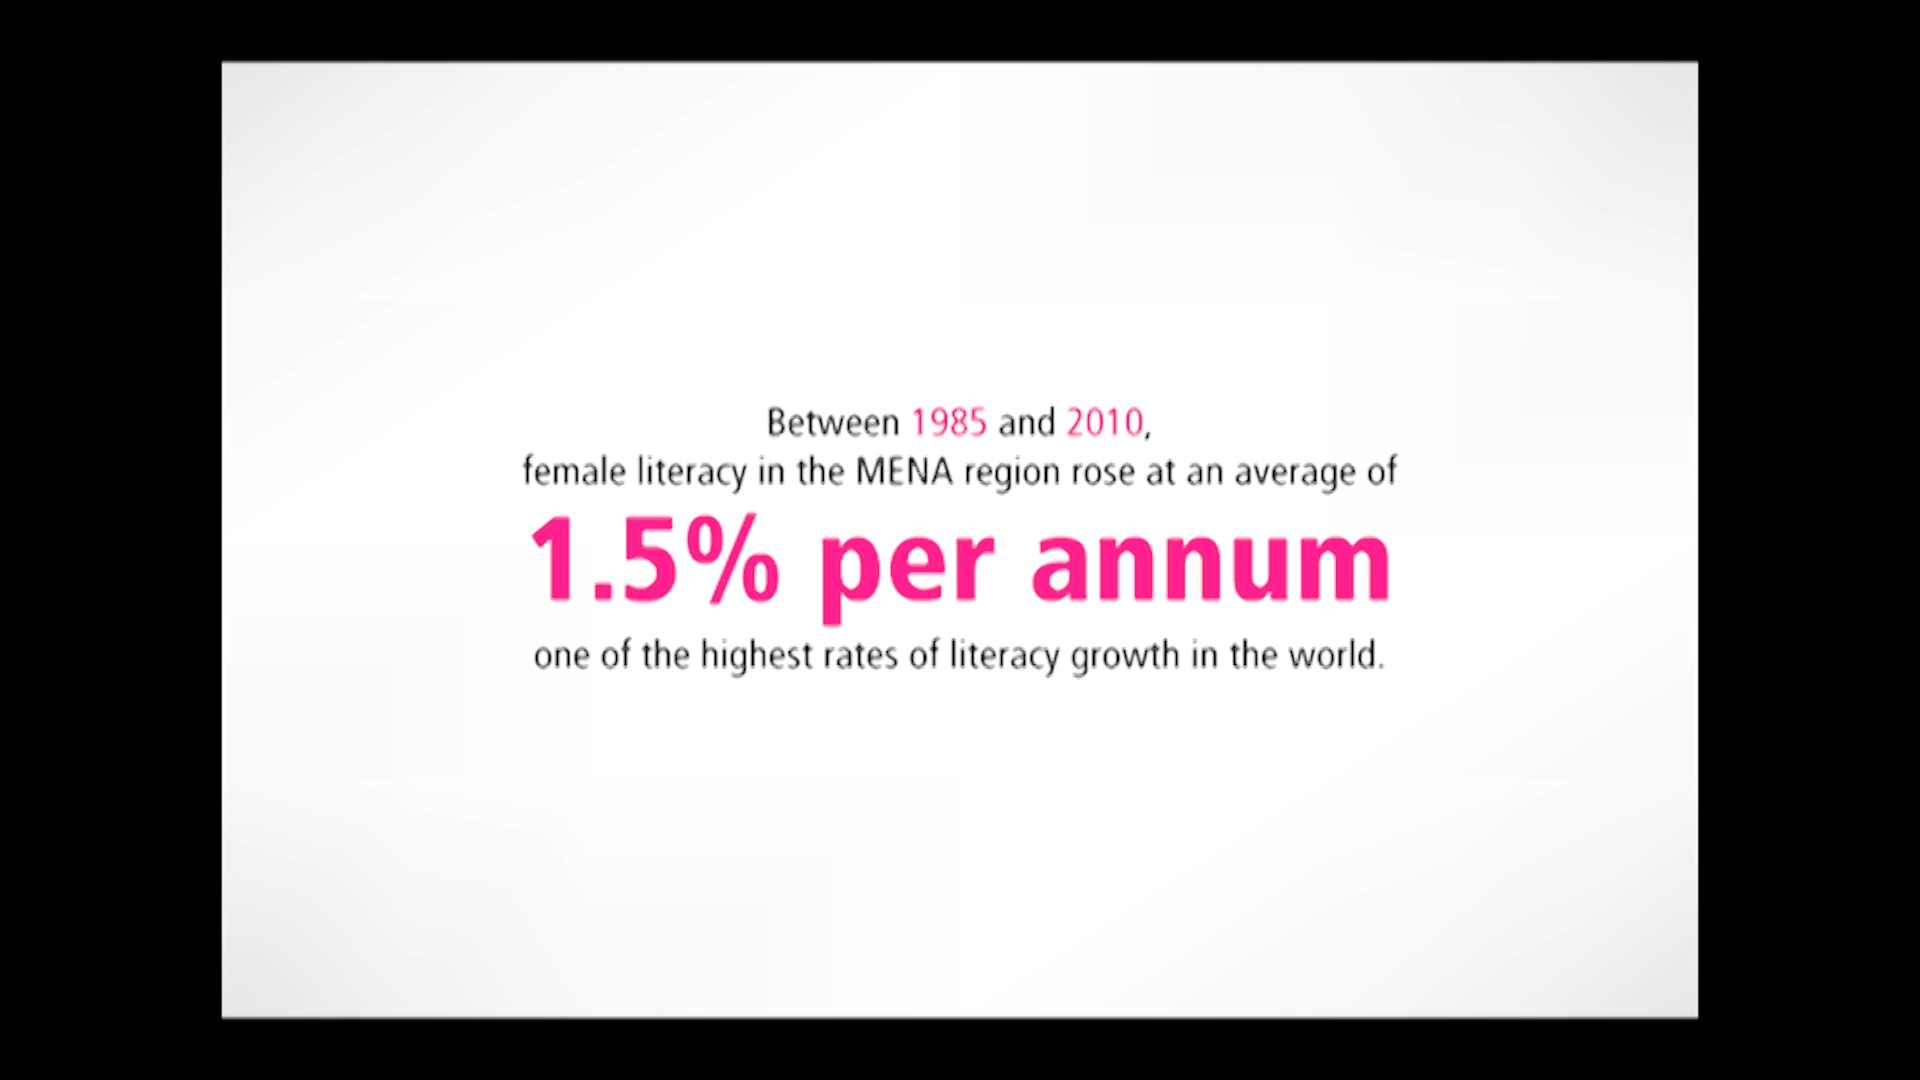 Between 1985 and 2010,
female literacy in the MENA region rose at an average of
1.5% per annum
one of the highest rates of literacy growth in the world.